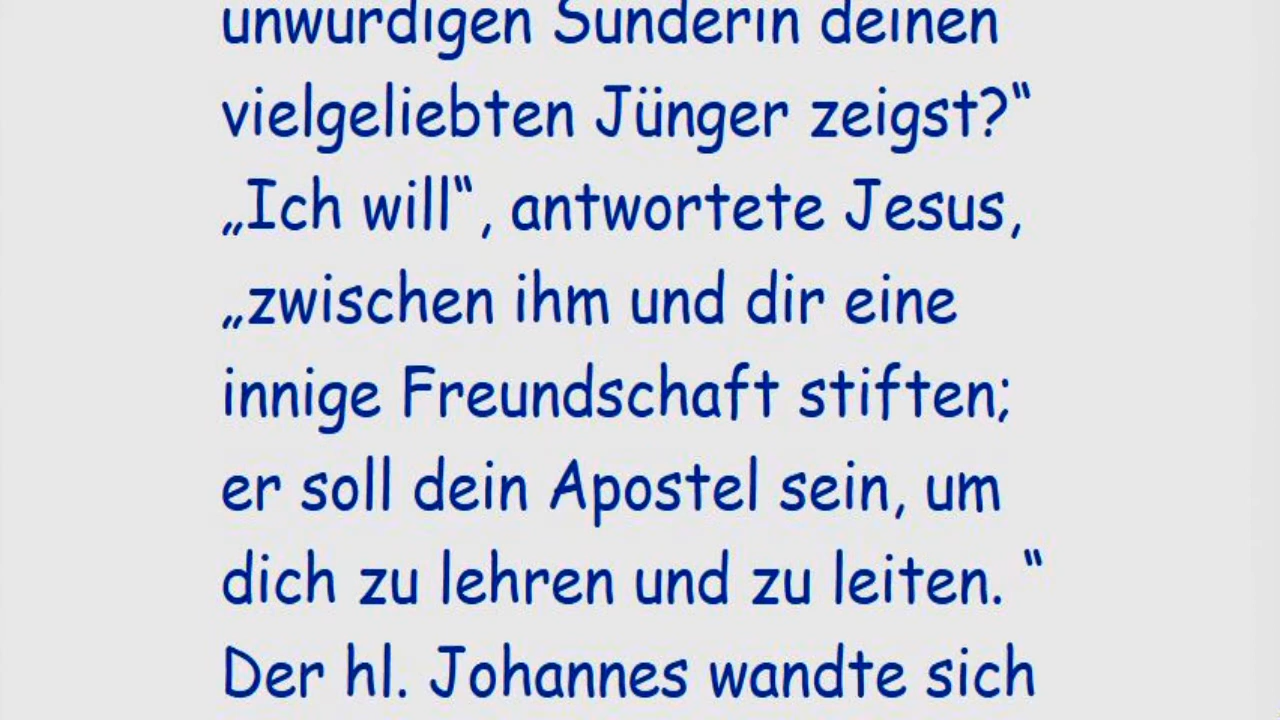 unwürdigen Sünderin deinen
vielgeliebten Jünger zeigst?“
„Ich will“, antwortete Jesus,
„zwischen ihm und dir eine
innige Freundschaft stiften;
er soll dein Apostel sein, um
dich zu lehren und zu leiten. “
Der hl. Johannes wandte sich